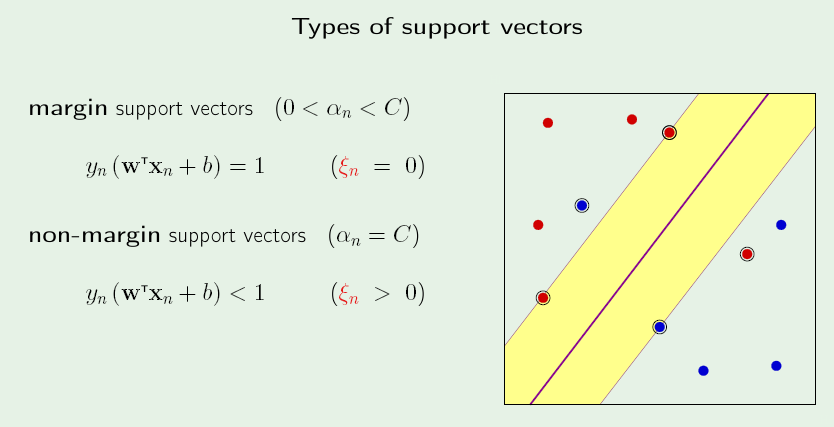 Types of support vectors
margin support vectors (0 < αₙ < C)
yₙ (wᵀxₙ + b) = 1 (ξₙ = 0)
non-margin support vectors (αₙ = C)
yₙ (wᵀxₙ + b) < 1 (ξₙ > 0)